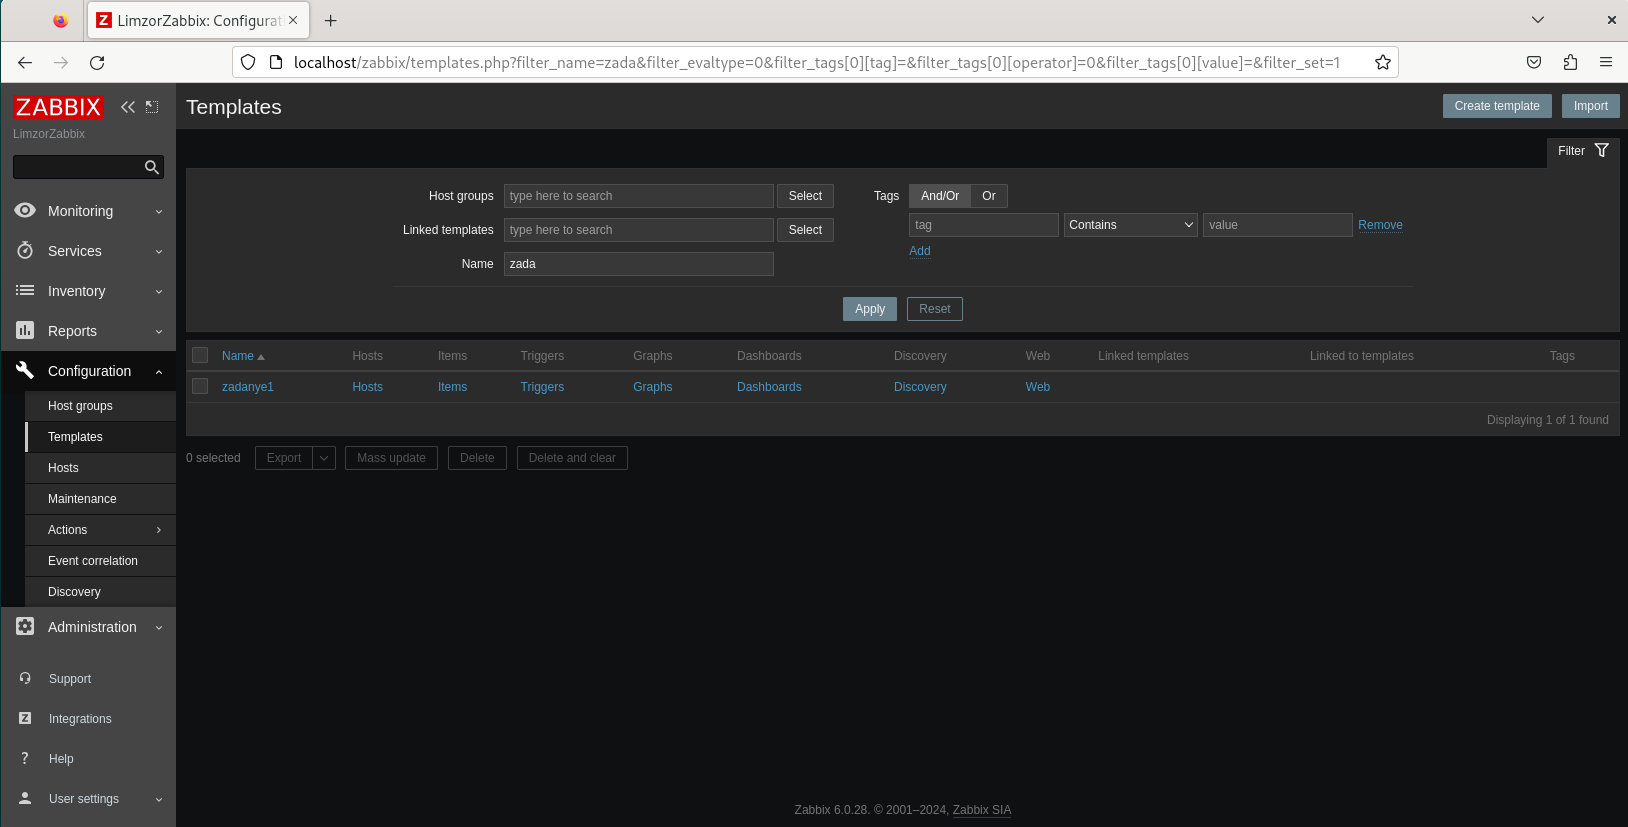 LimzorZabbix: Configurati
localhost/zabbix/templates.php?filter_name=zada&filter_evaltype=0&filter_tags[0][tag]=&filter_tags[0][operator]=0&filter_tags[0][value]=&filter_set=1
ZABBIX
LimzorZabbix
Monitoring
Services
Inventory
Reports
Configuration
Host groups
Templates
Hosts
Maintenance
Actions
Event correlation
Discovery
Administration
Support
Integrations
Help
User settings
Templates
Create template Import
Filter
Host groups type here to search Select Tags And/Or Or
Linked templates type here to search Select tag Contains value Remove
Add
Name zada
Apply Reset
Name Hosts Items Triggers Graphs Dashboards Discovery Web Linked templates Linked to templates Tags
zadanye1 Hosts Items Triggers Graphs Dashboards Discovery Web
Displaying 1 of 1 found
0 selected Export Mass update Delete Delete and clear
Zabbix 6.0.28. © 2001–2024, Zabbix SIA